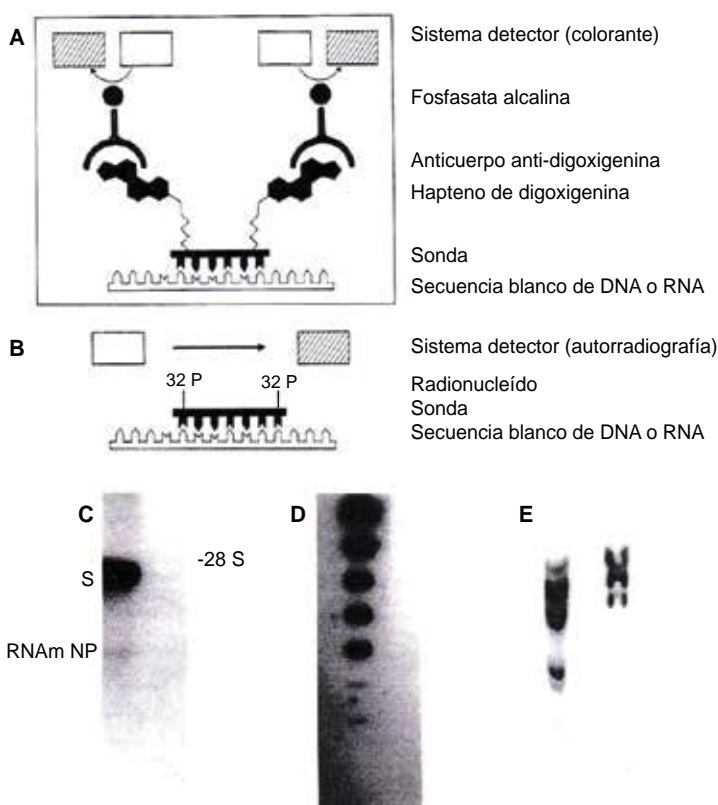 A
Sistema detector (colorante)
Fosfasata alcalina
Anticuerpo anti-digoxigenina
Hapteno de digoxigenina
Sonda
Secuencia blanco de DNA o RNA
B
Sistema detector (autorradiografía)
32 P 32 P
Radionucleído
Sonda
Secuencia blanco de DNA o RNA
C D E
-28 S
S
RNAm NP